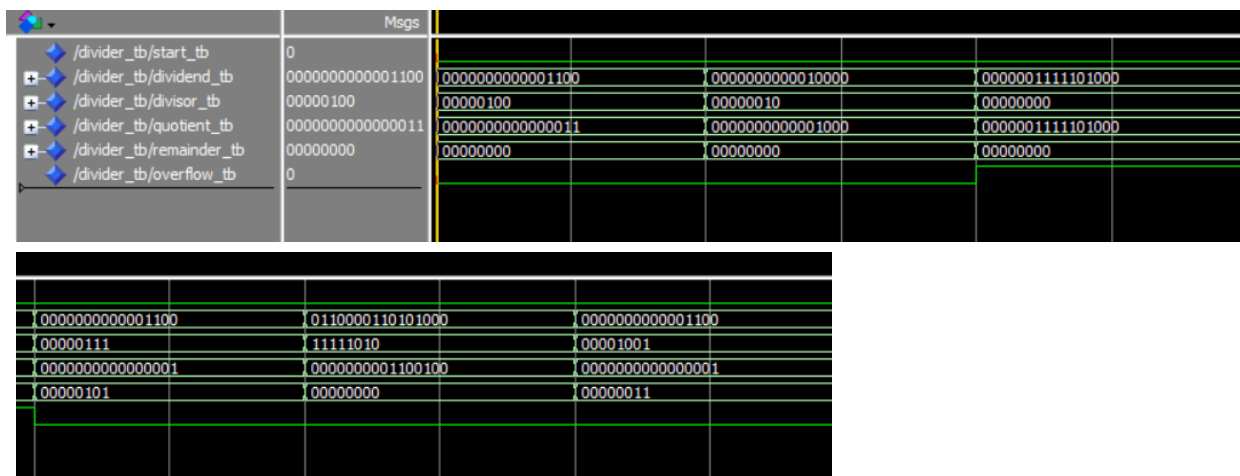 Msgs
/divider_tb/start_tb 0
/divider_tb/dividend_tb 0000000000001100 0000000000001100 0000000000010000 0000001111101000
/divider_tb/divisor_tb 00000100 00000100 00000010 00000000
/divider_tb/quotient_tb 0000000000000011 0000000000000011 0000000000001000 0000001111101000
/divider_tb/remainder_tb 00000000 00000000 00000000 00000000
/divider_tb/overflow_tb 0
0000000000001100 0110000110101000 0000000000001100
00000111 11111010 00001001
0000000000000001 0000000001100100 0000000000000001
00000101 00000000 00000011